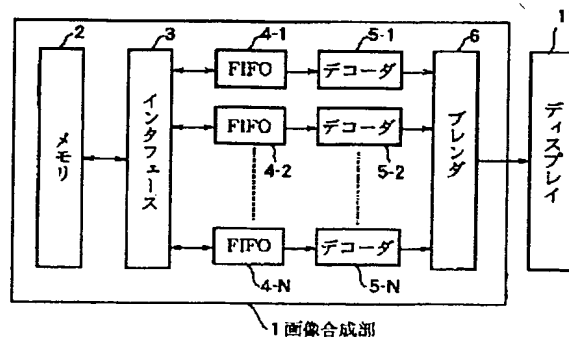 2
3
4-1
5-1
6
1
メモリ
インタフェース
FIFO
デコーダ
ブレンダ
ディスプレイ
FIFO
デコーダ
4-2
5-2
FIFO
デコーダ
4-N
5-N
1 画像合成部